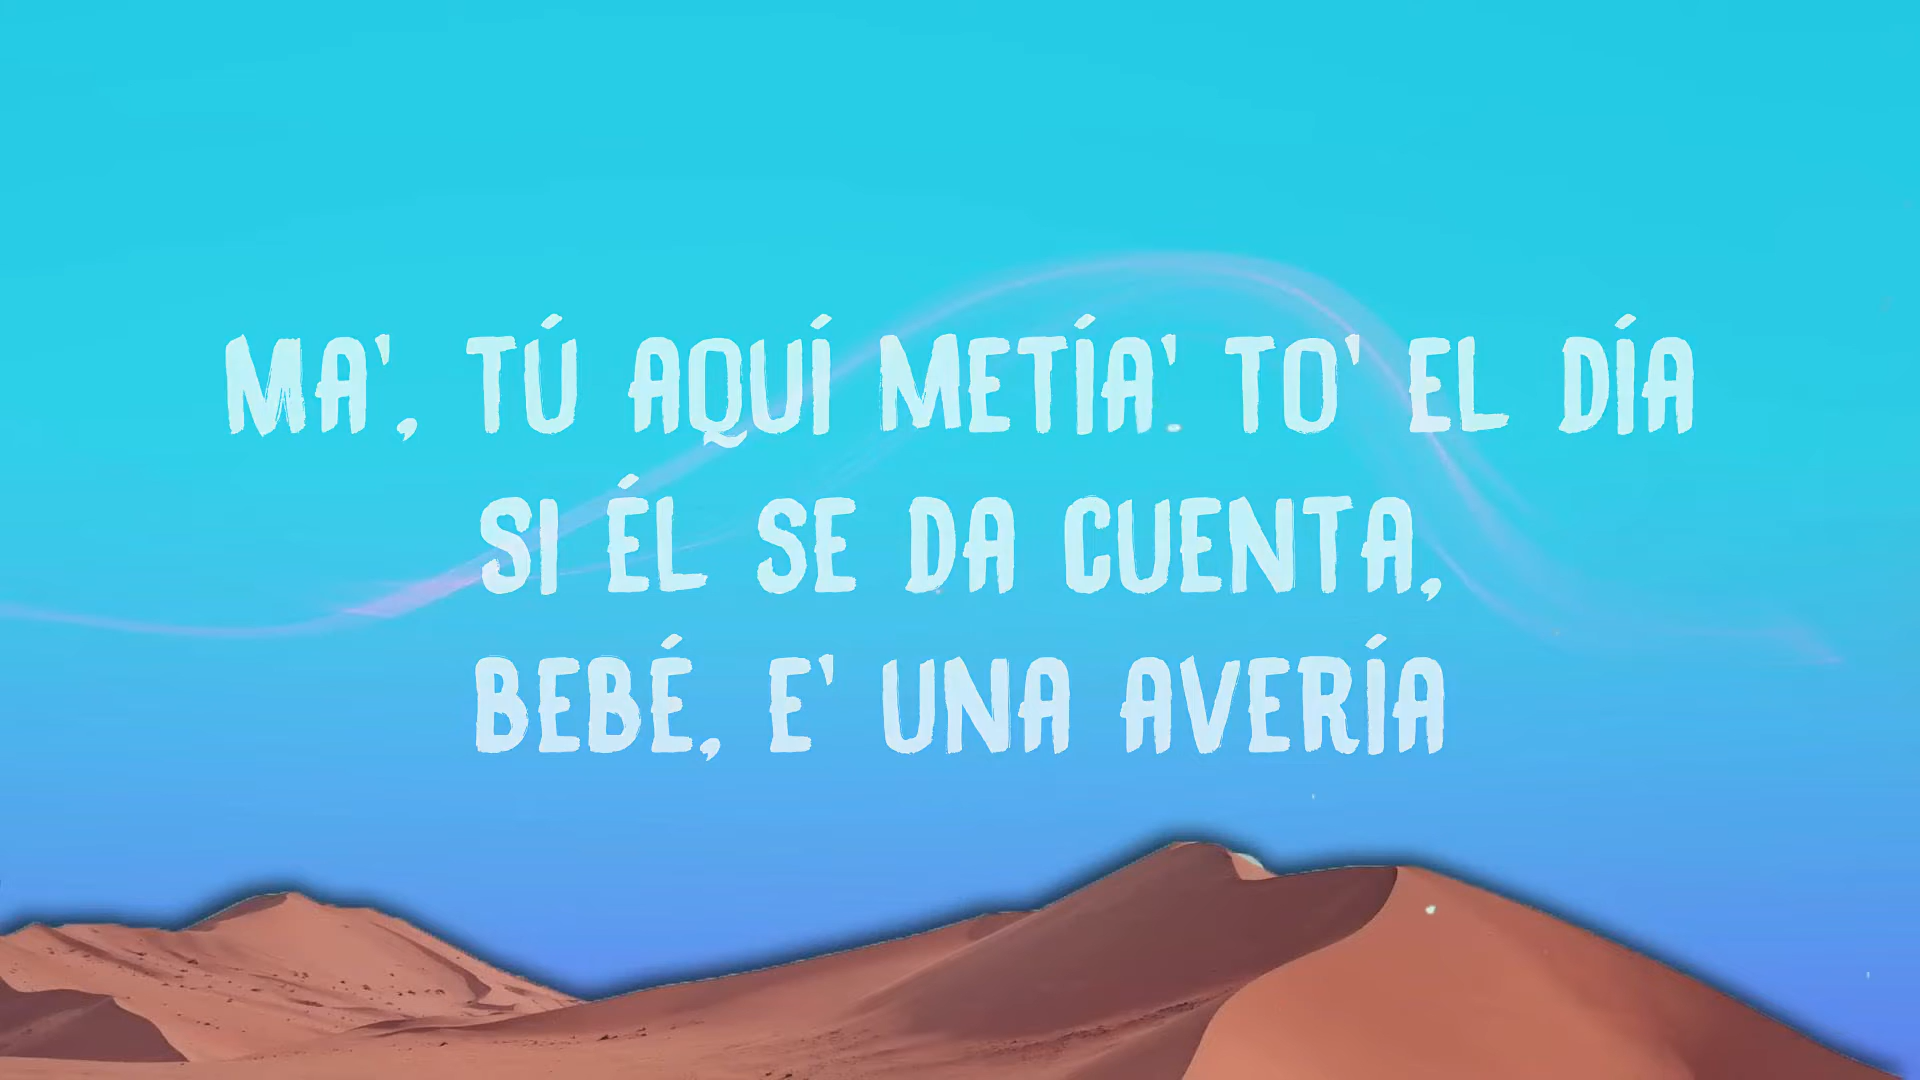 MA', TÚ AQUÍ METÍA' TO' EL DÍA
SI ÉL SE DA CUENTA,
BEBÉ, E' UNA AVERÍA